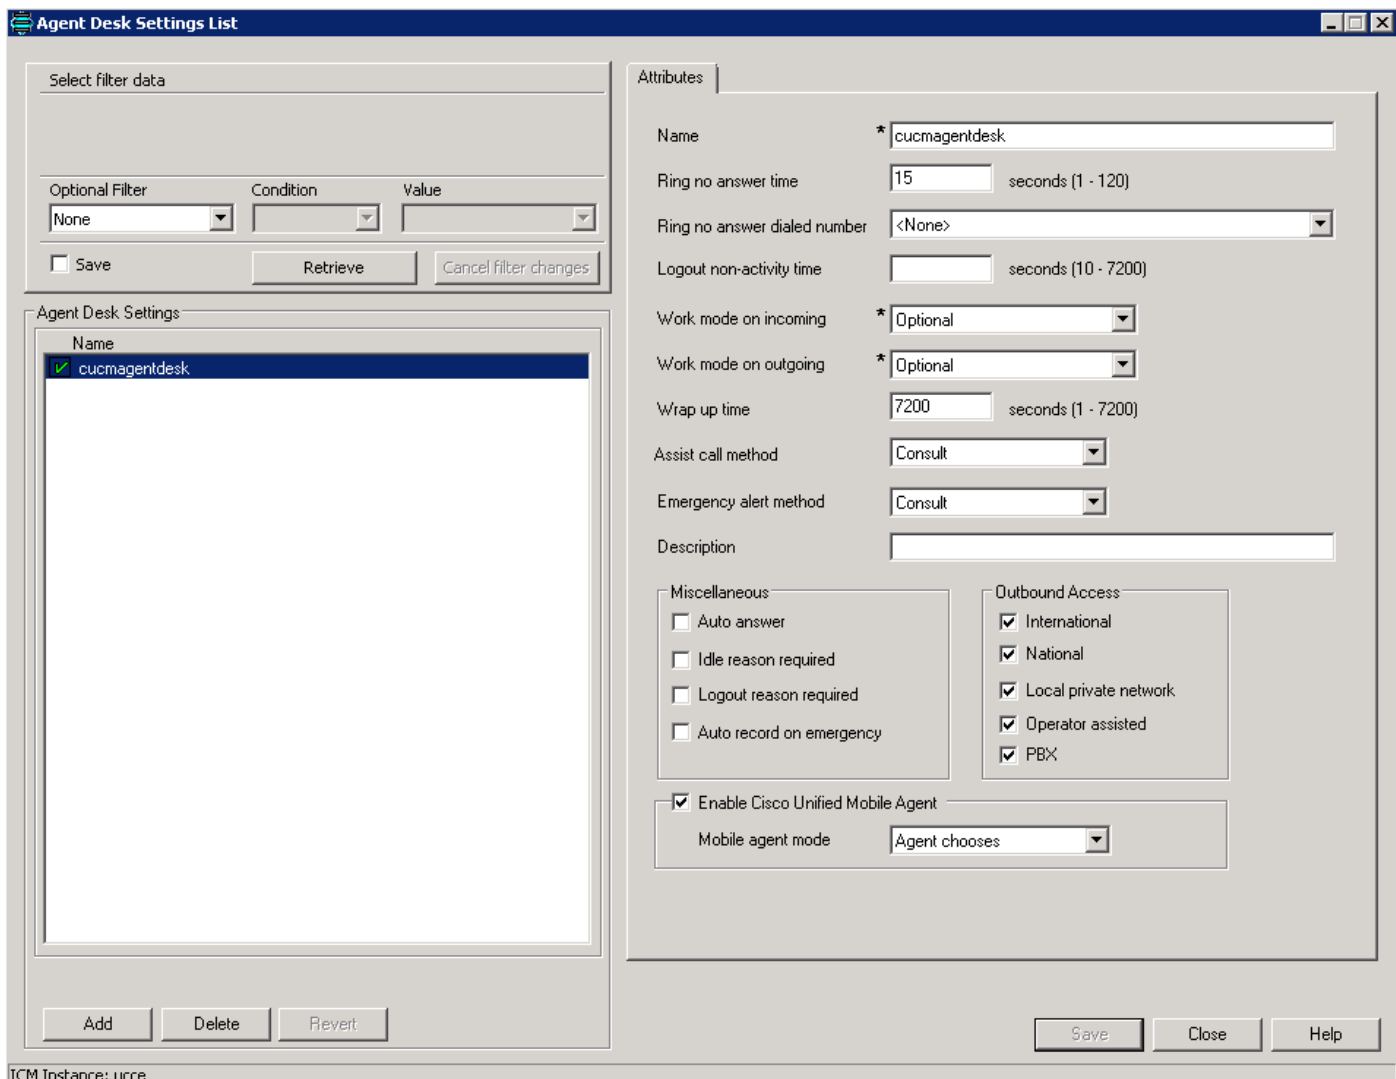 Agent Desk Settings List
Select filter data
Optional Filter Condition Value
None
Save Retrieve Cancel filter changes
Agent Desk Settings
Name
cucmagentdesk
Add Delete Revert
Attributes
Name * cucmagentdesk
Ring no answer time 15 seconds (1 - 120)
Ring no answer dialed number <None>
Logout non-activity time seconds (10 - 7200)
Work mode on incoming * Optional
Work mode on outgoing * Optional
Wrap up time 7200 seconds (1 - 7200)
Assist call method Consult
Emergency alert method Consult
Description
Miscellaneous
Auto answer
Idle reason required
Logout reason required
Auto record on emergency
Outbound Access
International
National
Local private network
Operator assisted
PBX
Enable Cisco Unified Mobile Agent
Mobile agent mode Agent chooses
Save Close Help
ICM Instance: ucce